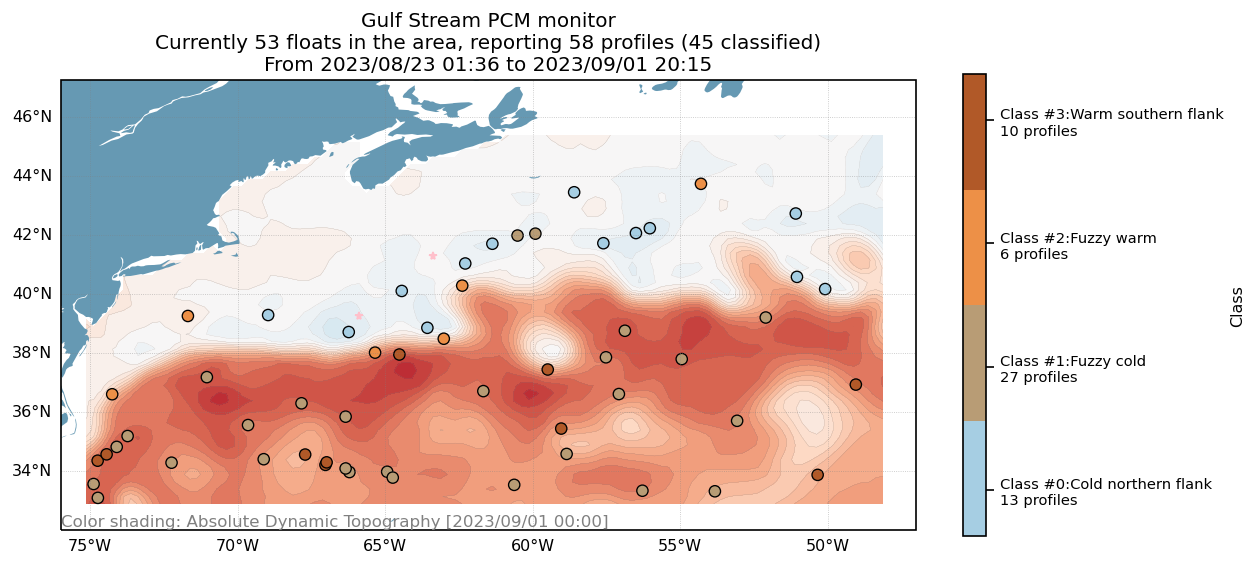 Gulf Stream PCM monitor
Currently 53 floats in the area, reporting 58 profiles (45 classified)
From 2023/08/23 01:36 to 2023/09/01 20:15
46°N
44°N
42°N
40°N
38°N
36°N
34°N
Color shading: Absolute Dynamic Topography [2023/09/01 00:00]
75°W
70°W
65°W
60°W
55°W
50°W
Class #3:Warm southern flank
10 profiles
Class #2:Fuzzy warm
6 profiles
Class #1:Fuzzy cold
27 profiles
Class #0:Cold northern flank
13 profiles
Class